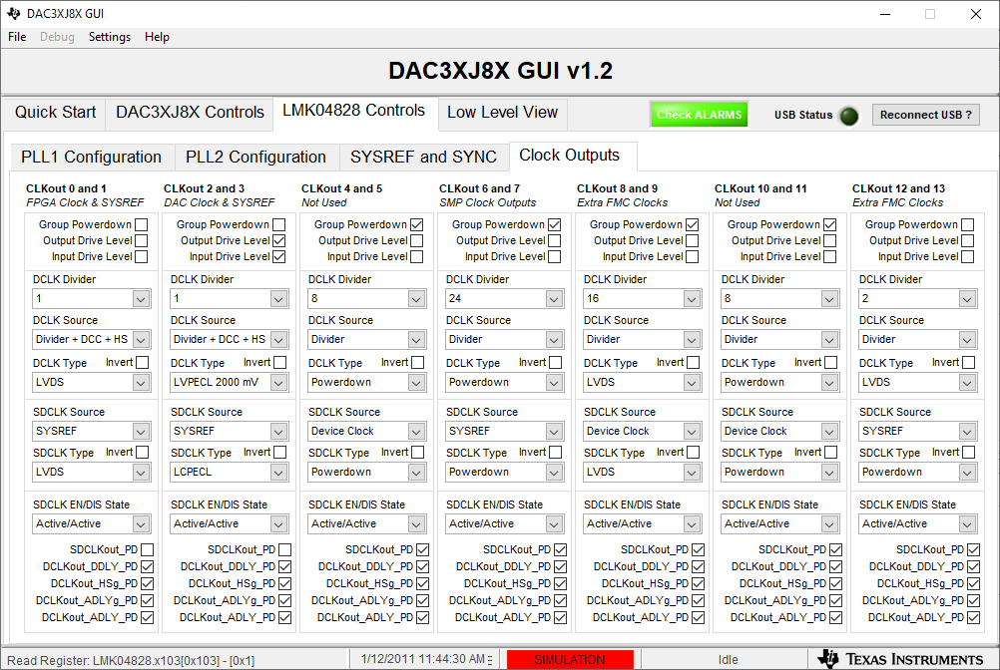 DAC3XJ8X GUI
File Debug Settings Help
DAC3XJ8X GUI v1.2
Quick Start DAC3XJ8X Controls LMK04828 Controls Low Level View Check ALARMS USB Status Reconnect USB ?
PLL1 Configuration PLL2 Configuration SYSREF and SYNC Clock Outputs
CLKout 0 and 1 CLKout 2 and 3 CLKout 4 and 5 CLKout 6 and 7 CLKout 8 and 9 CLKout 10 and 11 CLKout 12 and 13
FPGA Clock & SYSREF DAC Clock & SYSREF Not Used SMP Clock Outputs Extra FMC Clocks Not Used Extra FMC Clocks
Group Powerdown Group Powerdown Group Powerdown Group Powerdown Group Powerdown Group Powerdown Group Powerdown
Output Drive Level Output Drive Level Output Drive Level Output Drive Level Output Drive Level Output Drive Level Output Drive Level
Input Drive Level Input Drive Level Input Drive Level Input Drive Level Input Drive Level Input Drive Level Input Drive Level
DCLK Divider DCLK Divider DCLK Divider DCLK Divider DCLK Divider DCLK Divider DCLK Divider
1 1 8 24 16 8 2
DCLK Source DCLK Source DCLK Source DCLK Source DCLK Source DCLK Source DCLK Source
Divider + DCC + HS Divider + DCC + HS Divider Divider Divider Divider Divider
DCLK Type Invert DCLK Type Invert DCLK Type Invert DCLK Type Invert DCLK Type Invert DCLK Type Invert DCLK Type Invert
LVDS LVPECL 2000 mV Powerdown Powerdown LVDS Powerdown LVDS
SDCLK Source SDCLK Source SDCLK Source SDCLK Source SDCLK Source SDCLK Source SDCLK Source
SYSREF SYSREF Device Clock SYSREF Device Clock Device Clock SYSREF
SDCLK Type Invert SDCLK Type Invert SDCLK Type Invert SDCLK Type Invert SDCLK Type Invert SDCLK Type Invert SDCLK Type Invert
LVDS LCPECL Powerdown Powerdown LVDS Powerdown Powerdown
SDCLK EN/DIS State SDCLK EN/DIS State SDCLK EN/DIS State SDCLK EN/DIS State SDCLK EN/DIS State SDCLK EN/DIS State SDCLK EN/DIS State
Active/Active Active/Active Active/Active Active/Active Active/Active Active/Active Active/Active
SDCLKout_PD SDCLKout_PD SDCLKout_PD SDCLKout_PD SDCLKout_PD SDCLKout_PD SDCLKout_PD
DCLKout_DDLY_PD DCLKout_DDLY_PD DCLKout_DDLY_PD DCLKout_DDLY_PD DCLKout_DDLY_PD DCLKout_DDLY_PD DCLKout_DDLY_PD
DCLKout_HSg_PD DCLKout_HSg_PD DCLKout_HSg_PD DCLKout_HSg_PD DCLKout_HSg_PD DCLKout_HSg_PD DCLKout_HSg_PD
DCLKout_ADLYg_PD DCLKout_ADLYg_PD DCLKout_ADLYg_PD DCLKout_ADLYg_PD DCLKout_ADLYg_PD DCLKout_ADLYg_PD DCLKout_ADLYg_PD
DCLKout_ADLY_PD DCLKout_ADLY_PD DCLKout_ADLY_PD DCLKout_ADLY_PD DCLKout_ADLY_PD DCLKout_ADLY_PD DCLKout_ADLY_PD
Read Register: LMK04828.x103[0x103] - [0x1] 1/12/2011 11:44:30 AM SIMULATION Idle TEXAS INSTRUMENTS